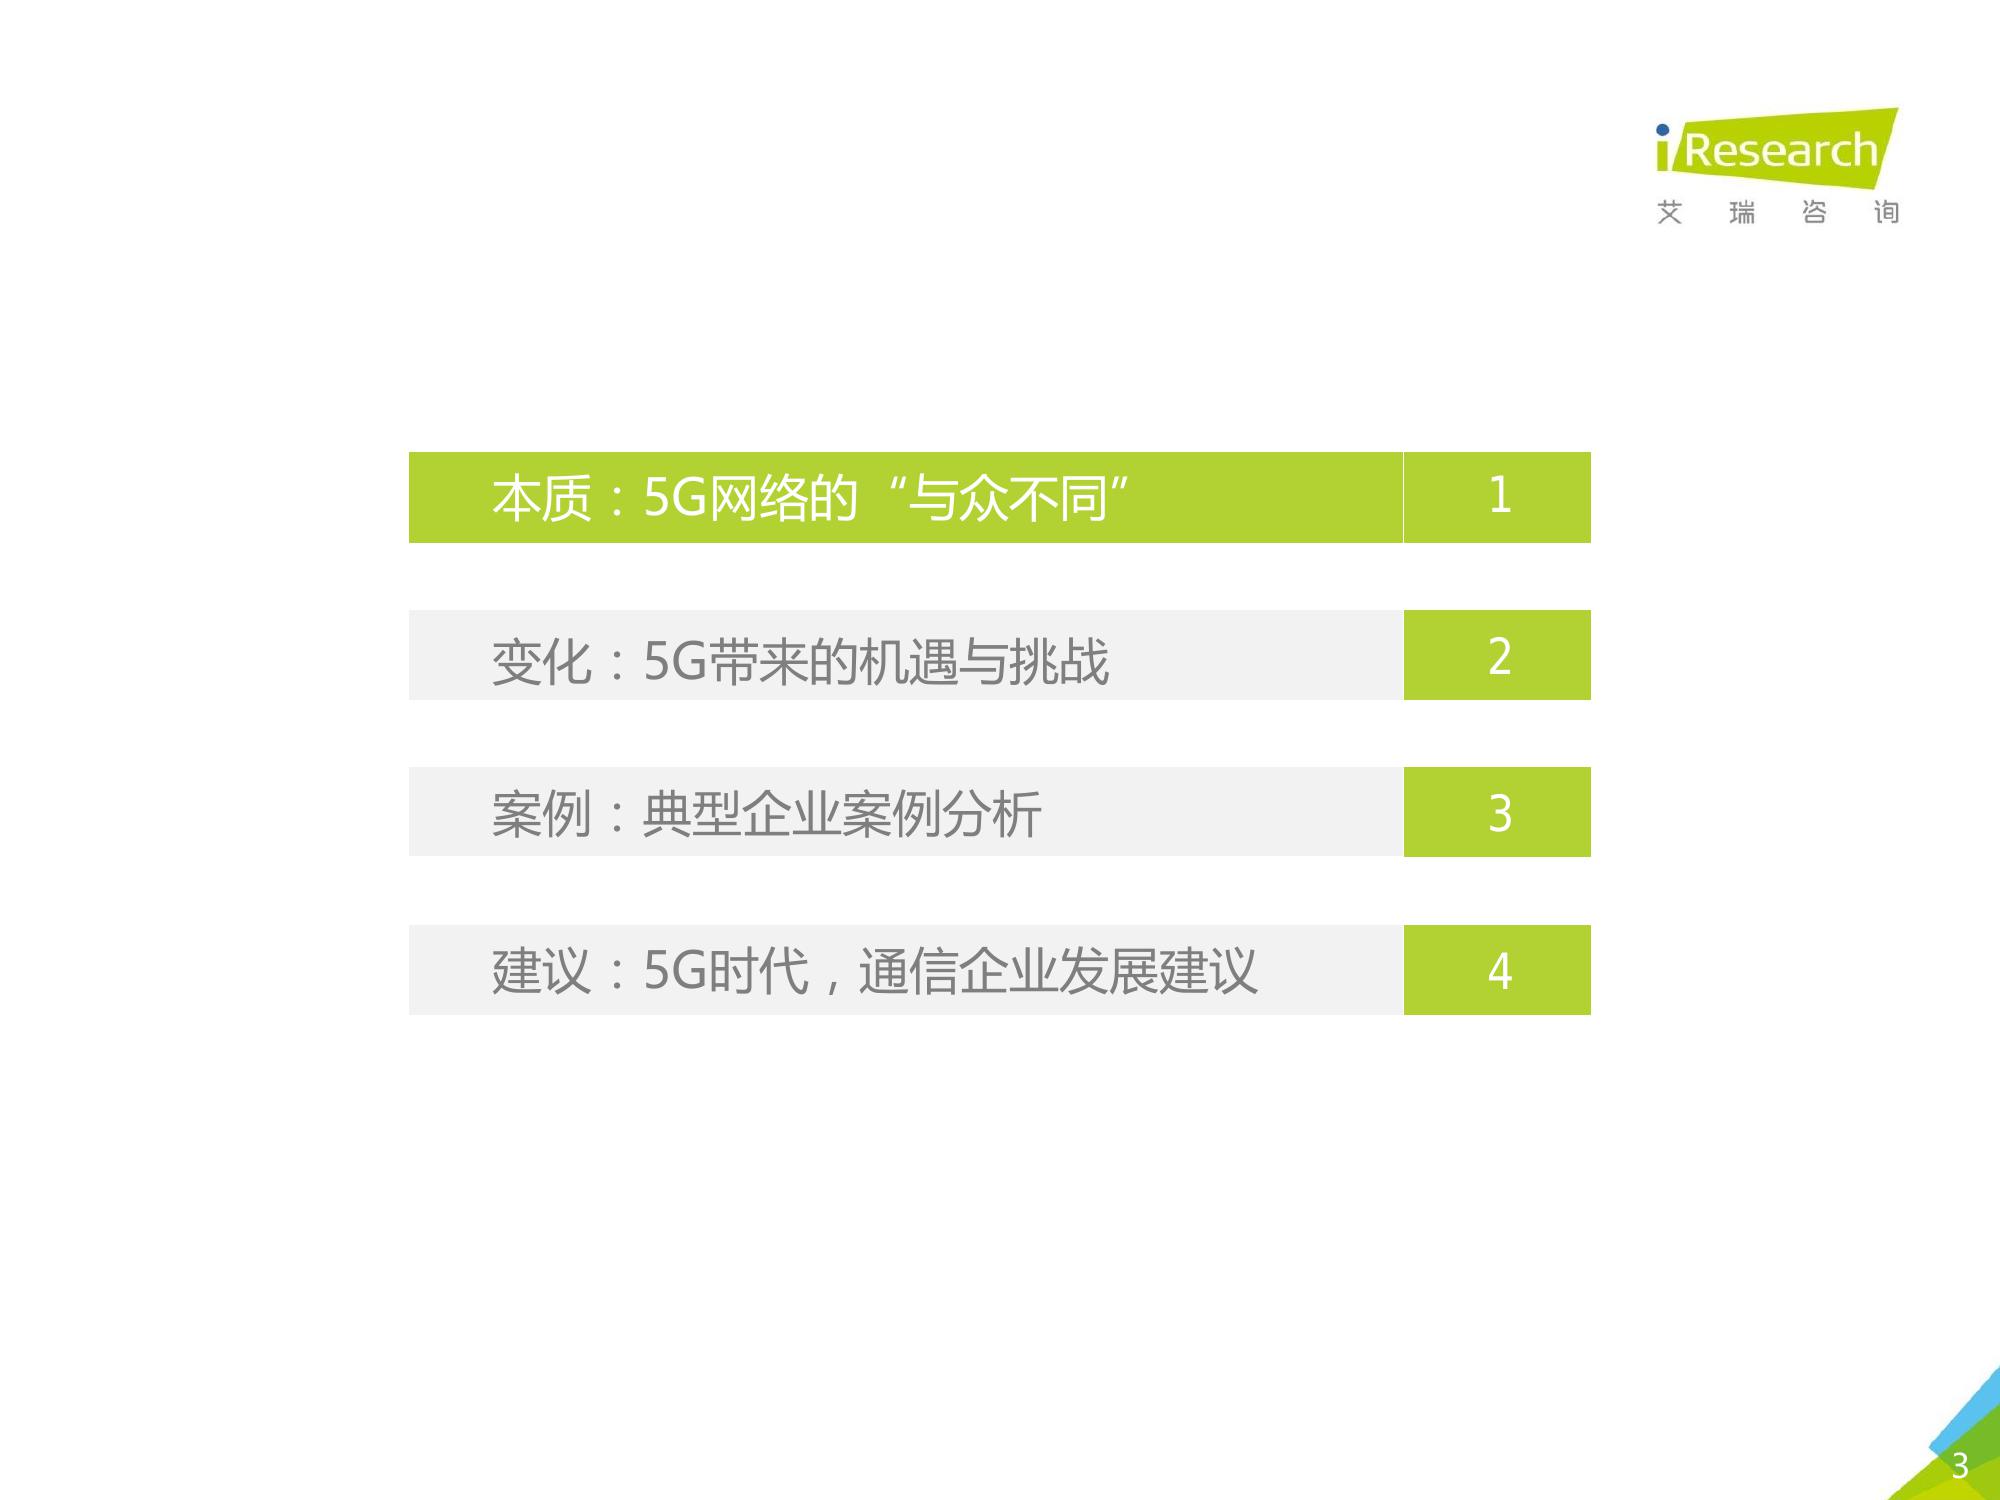 iResearch
艾瑞咨询
本质：5G网络的“与众不同” 1
变化：5G带来的机遇与挑战 2
案例：典型企业案例分析 3
建议：5G时代，通信企业发展建议 4
3